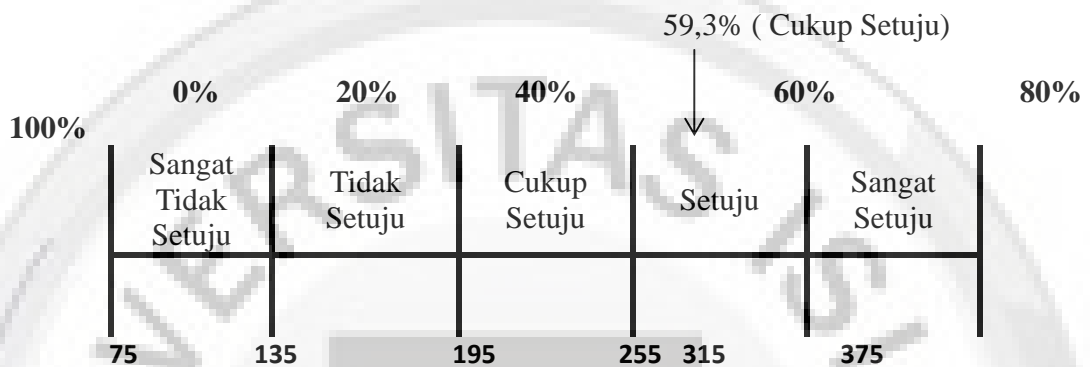 59,3% ( Cukup Setuju)
0% 20% 40% 60% 80%
100%
Sangat Tidak Setuju
Tidak Setuju
Cukup Setuju
Setuju
Sangat Setuju
75 135 195 255 315 375